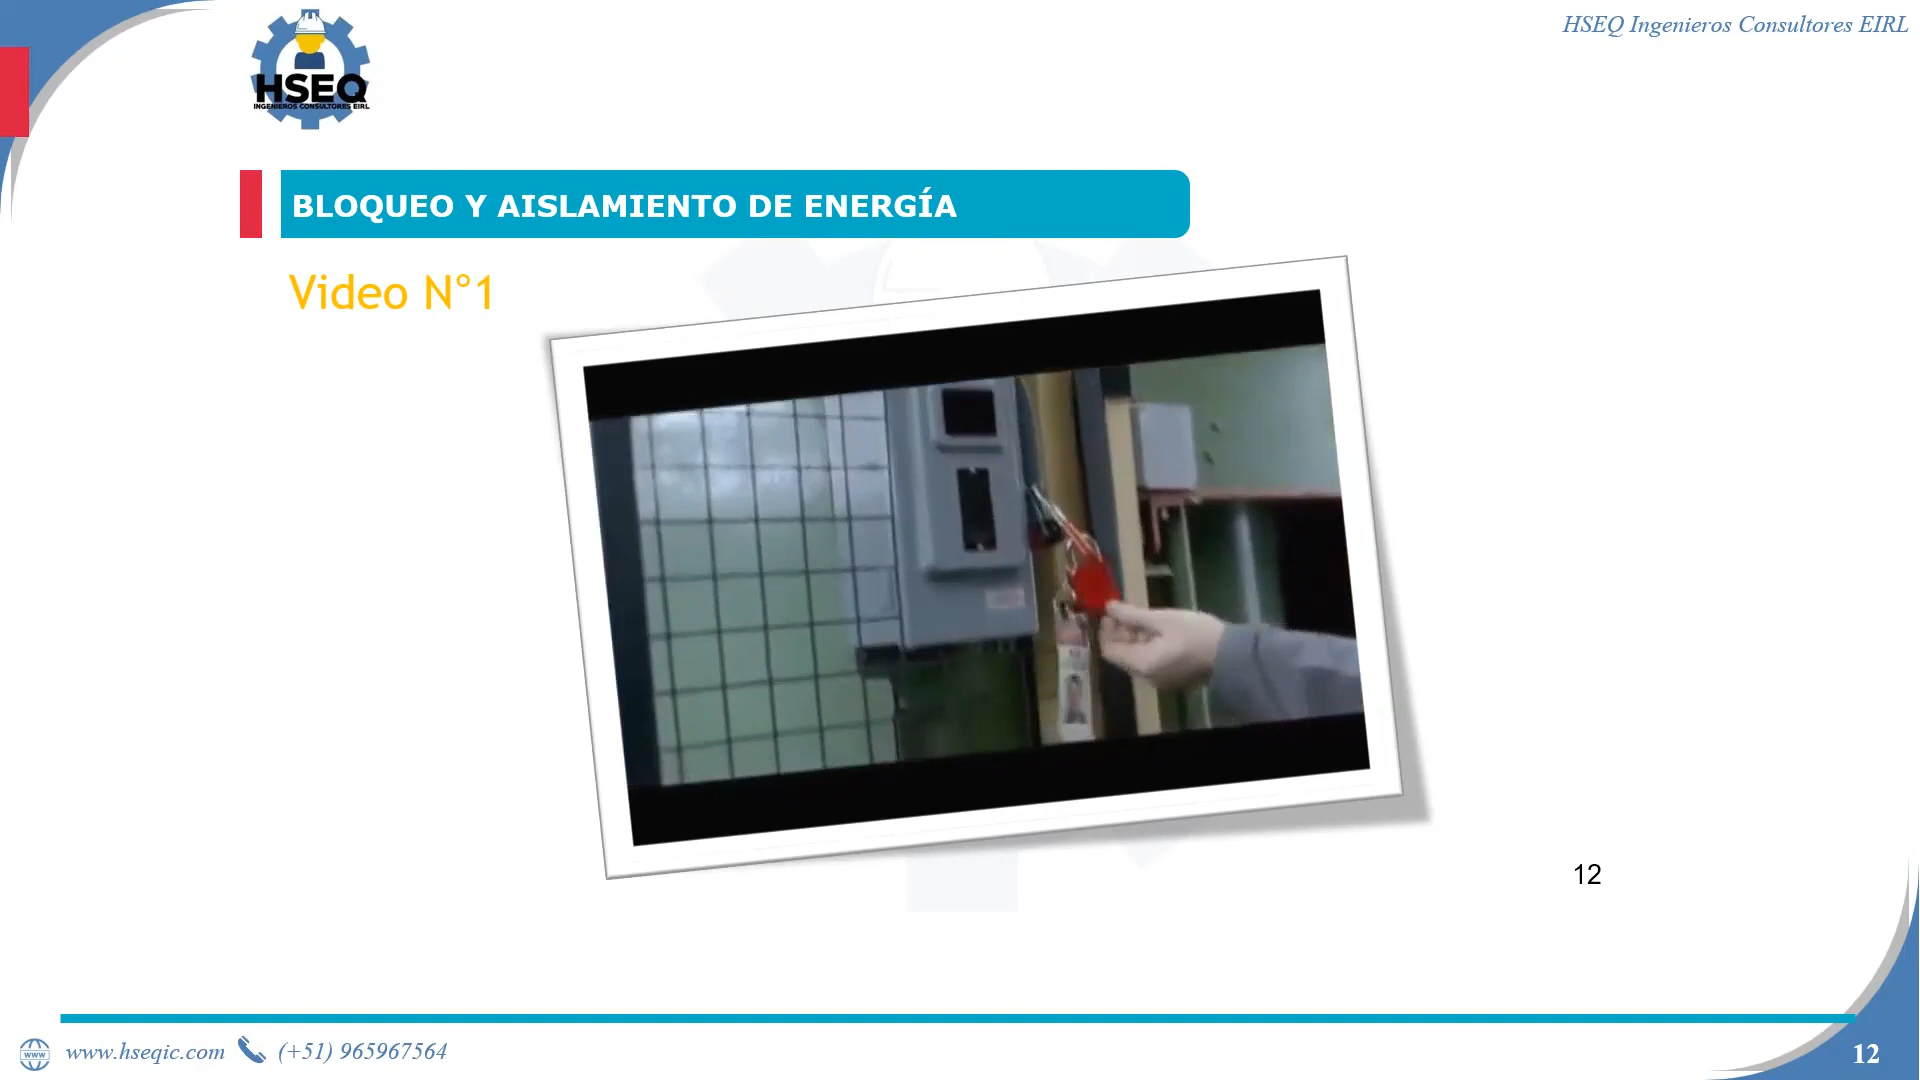 HSEQ Ingenieros Consultores EIRL
HSEQ
INGENIEROS CONSULTORES EIRL
BLOQUEO Y AISLAMIENTO DE ENERGÍA
Video N°1
12
www
www.hseqic.com (+51) 965967564
12